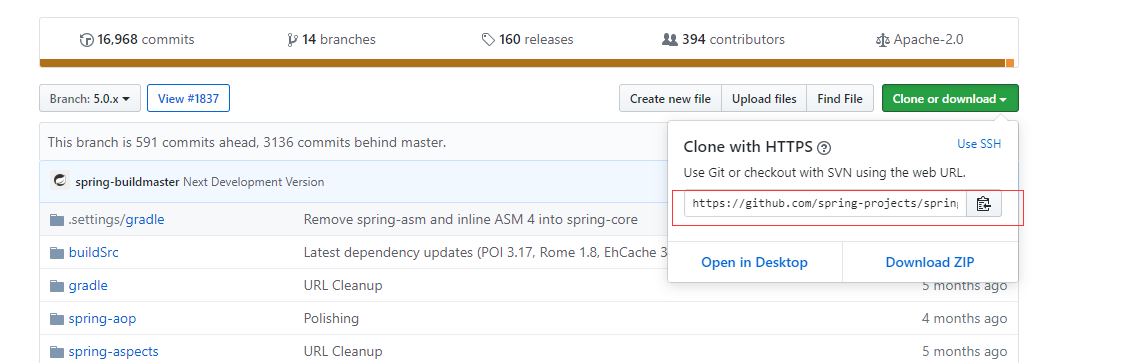 16,968 commits 14 branches 160 releases 394 contributors Apache-2.0
Branch: 5.0.x View #1837 Create new file Upload files Find File Clone or download
This branch is 591 commits ahead, 3136 commits behind master.
Clone with HTTPS Use SSH
Use Git or checkout with SVN using the web URL.
https://github.com/spring-projects/spring
Open in Desktop Download ZIP
spring-buildmaster Next Development Version
.settings/gradle Remove spring-asm and inline ASM 4 into spring-core
buildSrc Latest dependency updates (POI 3.17, Rome 1.8, EhCache 3
gradle URL Cleanup 5 months ago
spring-aop Polishing 4 months ago
spring-aspects URL Cleanup 5 months ago